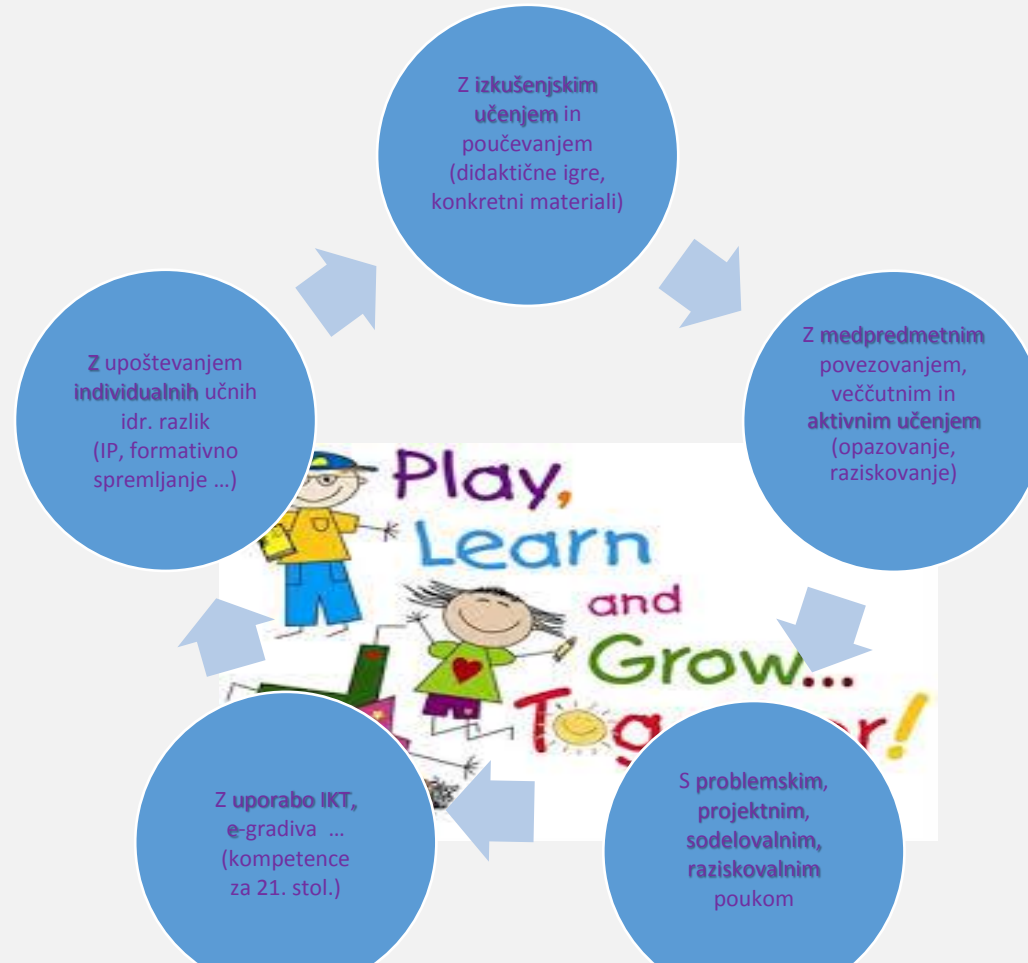 Z izkušenjskim
učenjem in
poučevanjem
(didaktične igre,
konkretni materiali)
Z medpredmetnim
povezovanjem,
veččutnim in
aktivnim učenjem
(opazovanje,
raziskovanje)
S problemskim,
projektnim,
sodelovalnim,
raziskovalnim
poukom
Z uporabo IKT,
e-gradiva ...
(kompetence
za 21. stol.)
Z upoštevanjem
individualnih učnih
idr. razlik
(IP, formativno
spremljanje ...)
Play,
Learn
and
Grow...